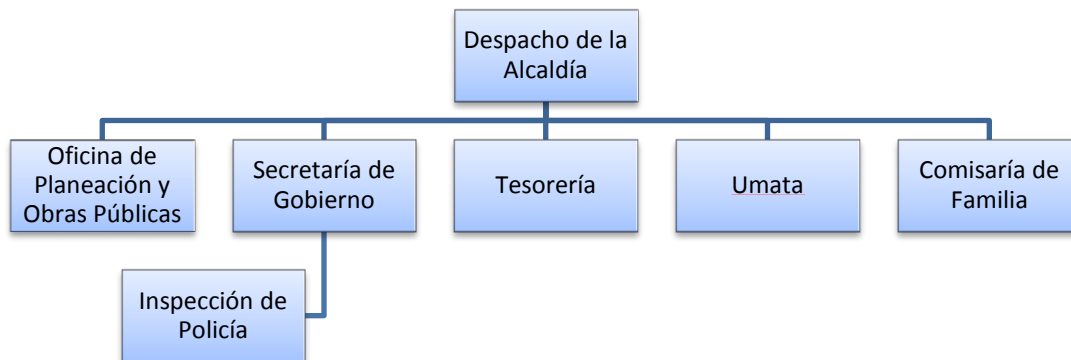 Despacho de la
Alcaldía
Oficina de
Planeación y
Obras Públicas
Secretaría de
Gobierno
Tesorería
Umata
Comisaría de
Familia
Inspección de
Policía